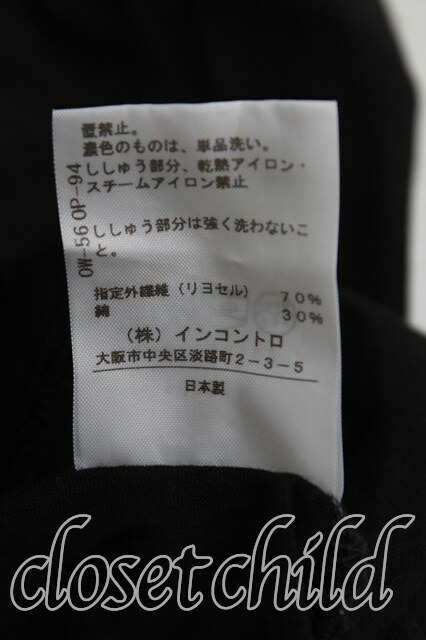 置禁止。
濃色のものは、単品洗い。
ししゅう部分、乾熱アイロン・
スチームアイロン禁止
ししゅう部分は強く洗わないこ
と。
OW-56 OP-94
指定外繊維（リヨセル） 70%
綿 30%
（株）インコントロ
大阪市中央区淡路町2-3-5
日本製
closet child